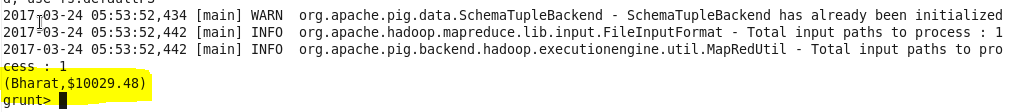 2017-03-24 05:53:52,434 [main] WARN  org.apache.pig.data.SchemaTupleBackend - SchemaTupleBackend has already been initialized
2017-03-24 05:53:52,442 [main] INFO  org.apache.hadoop.mapreduce.lib.input.FileInputFormat - Total input paths to process : 1
2017-03-24 05:53:52,442 [main] INFO  org.apache.pig.backend.hadoop.executionengine.util.MapRedUtil - Total input paths to pro
cess : 1
(Bharat,$10029.48)
grunt>